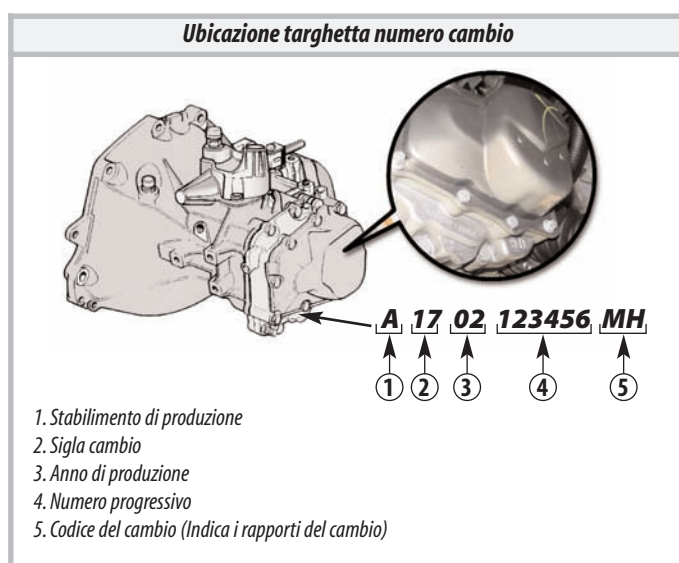 Ubicazione targhetta numero cambio
A 17 02 123456 MH
1 2 3 4 5
1. Stabilimento di produzione
2. Sigla cambio
3. Anno di produzione
4. Numero progressivo
5. Codice del cambio (Indica i rapporti del cambio)